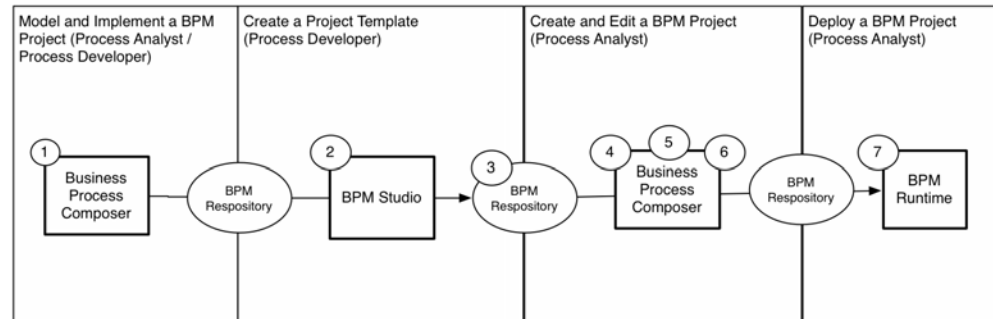 Model and Implement a BPM
Project (Process Analyst /
Process Developer)
Create a Project Template
(Process Developer)
Create and Edit a BPM Project
(Process Analyst)
Deploy a BPM Project
(Process Analyst)
1
Business
Process
Composer
BPM
Respository
2
BPM Studio
3
BPM
Respository
4
5
6
Business
Process
Composer
BPM
Respository
7
BPM
Runtime